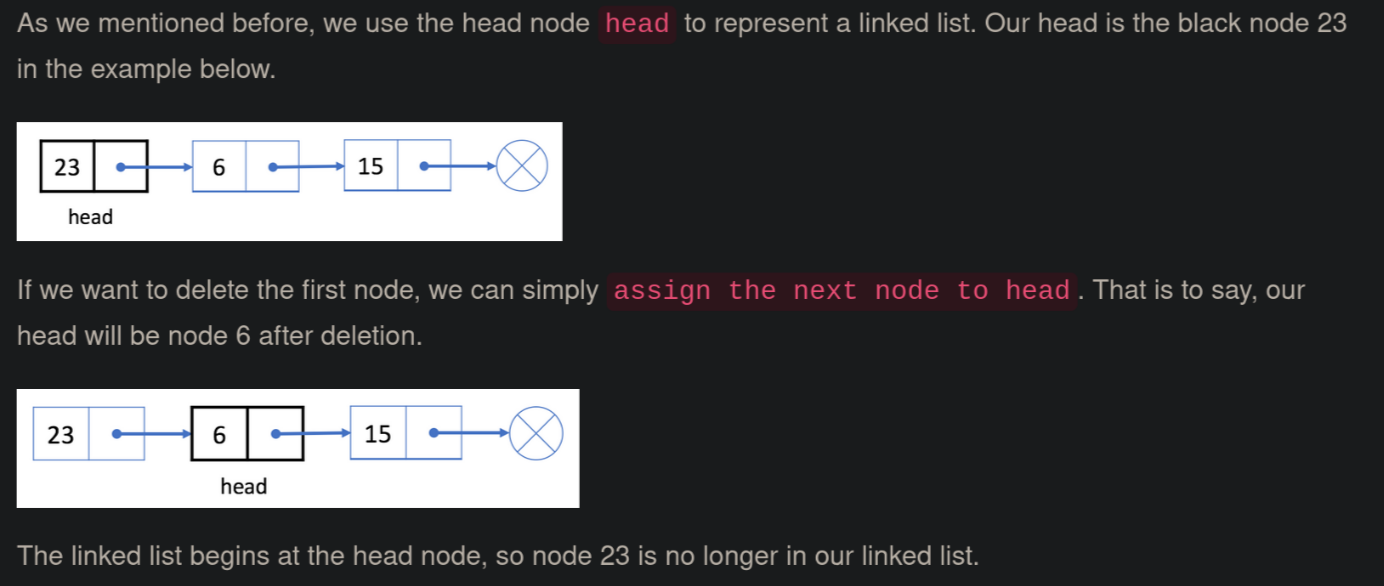 As we mentioned before, we use the head node head to represent a linked list. Our head is the black node 23
in the example below.
23 6 15
head
If we want to delete the first node, we can simply assign the next node to head. That is to say, our
head will be node 6 after deletion.
23 6 15
head
The linked list begins at the head node, so node 23 is no longer in our linked list.